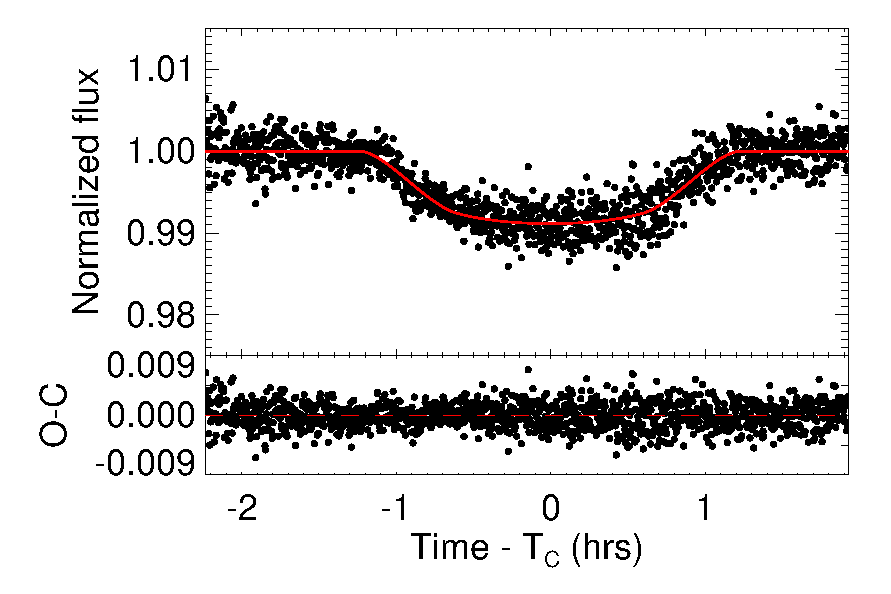 Normalized flux
1.01
1.00
0.99
0.98
O-C
0.009
0.000
-0.009
-2 -1 0 1
Time - T_C (hrs)